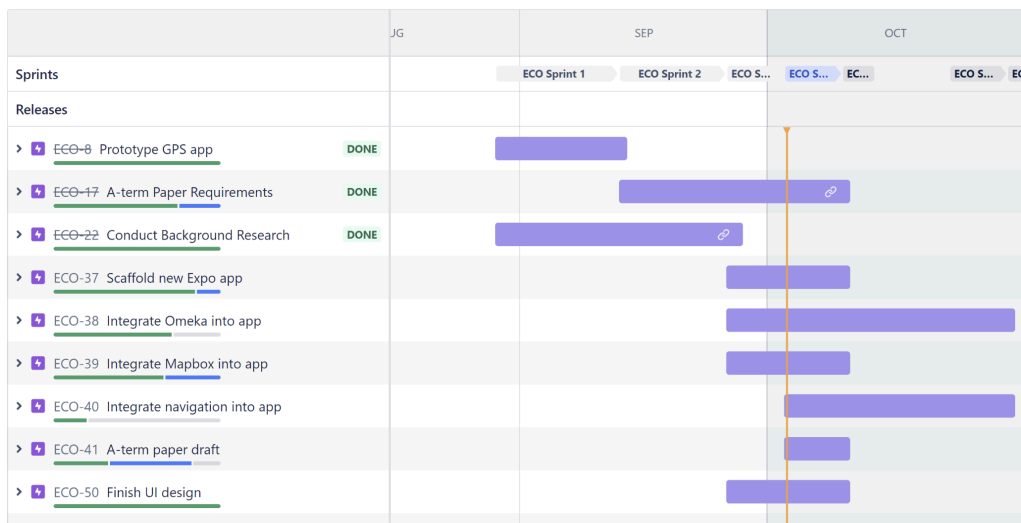 UG SEP OCT
Sprints ECO Sprint 1 ECO Sprint 2 ECO S... ECO S... EC... ECO S... EC
Releases
ECO-8 Prototype GPS app DONE
ECO-17 A-term Paper Requirements DONE
ECO-22 Conduct Background Research DONE
ECO-37 Scaffold new Expo app
ECO-38 Integrate Omeka into app
ECO-39 Integrate Mapbox into app
ECO-40 Integrate navigation into app
ECO-41 A-term paper draft
ECO-50 Finish UI design